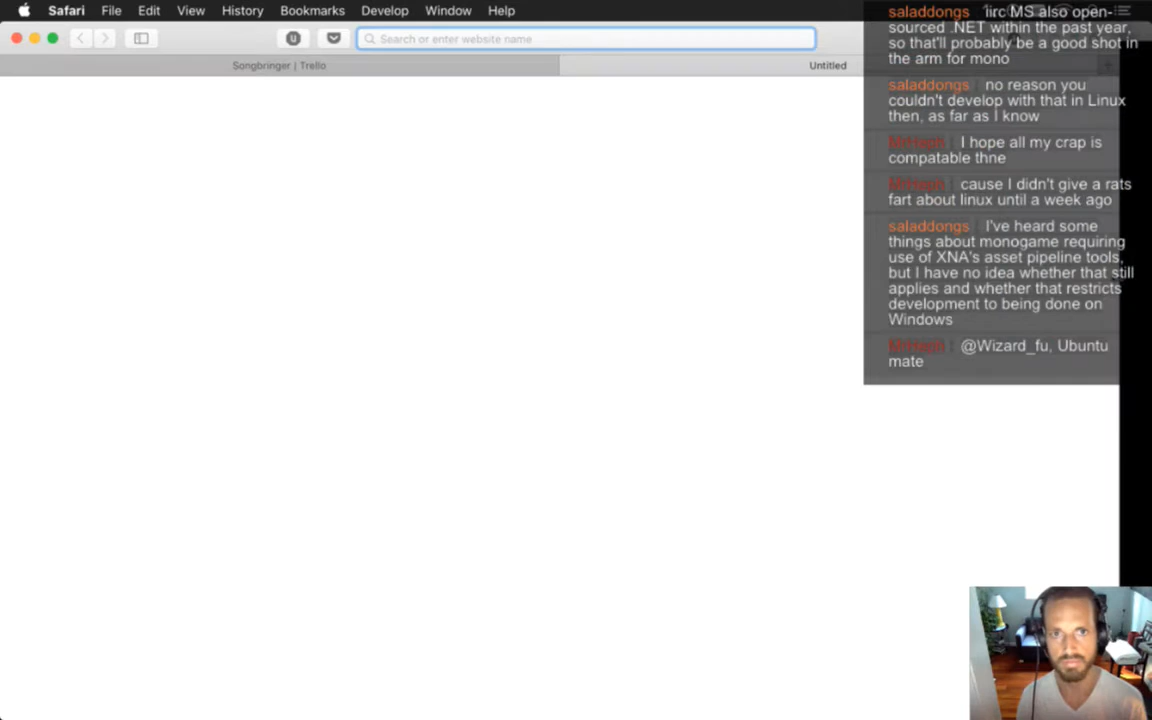 Safari File Edit View History Bookmarks Develop Window Help
Search or enter website name
Songbringer | Trello
Untitled
saladdongs iirc MS also open-
sourced .NET within the past year,
so that'll probably be a good shot in
the arm for mono
saladdongs no reason you
couldn't develop with that in Linux
then, as far as I know
I hope all my crap is
compatable thne
cause I didn't give a rats
fart about linux until a week ago
saladdongs I've heard some
things about monogame requiring
use of XNA's asset pipeline tools,
but I have no idea whether that still
applies and whether that restricts
development to being done on
Windows
@Wizard_fu, Ubuntu
mate